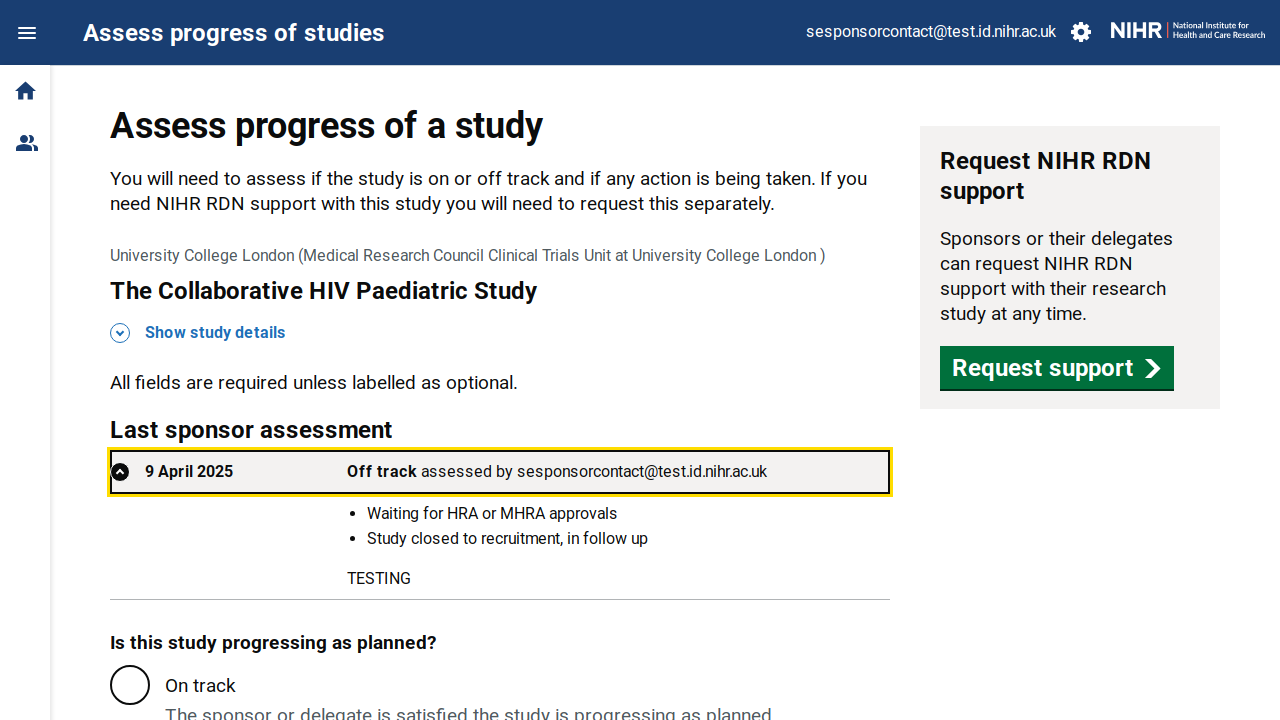 Assess progress of studies
sesponsorcontact@test.id.nihr.ac.uk
NIHR
National Institute for
Health and Care Research
Assess progress of a study
You will need to assess if the study is on or off track and if any action is being taken. If you
need NIHR RDN support with this study you will need to request this separately.
University College London (Medical Research Council Clinical Trials Unit at University College London )
The Collaborative HIV Paediatric Study
Show study details
All fields are required unless labelled as optional.
Last sponsor assessment
9 April 2025
Off track assessed by sesponsorcontact@test.id.nihr.ac.uk
• Waiting for HRA or MHRA approvals
• Study closed to recruitment, in follow up
TESTING
Is this study progressing as planned?
On track
The sponsor or delegate is satisfied the study is progressing as planned
Request NIHR RDN
support
Sponsors or their delegates
can request NIHR RDN
support with their research
study at any time.
Request support